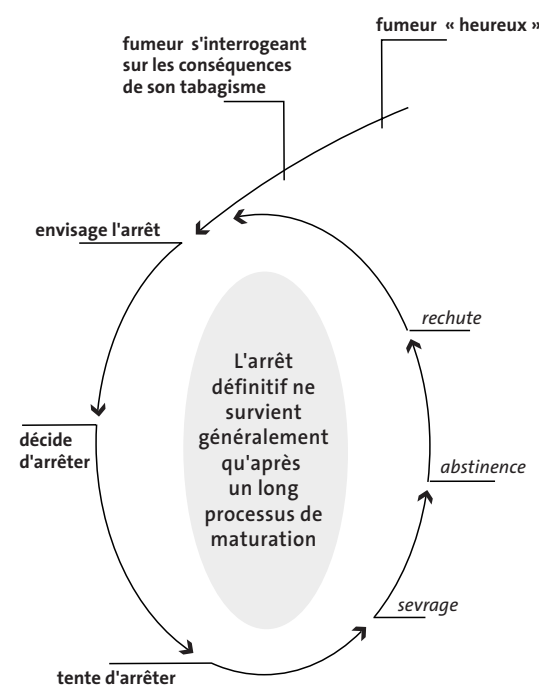 fumeur « heureux »
fumeur s'interrogeant
sur les conséquences
de son tabagisme
envisage l'arrêt
décide
d'arrêter
tente d'arrêter
sevrage
abstinence
rechute
L'arrêt
définitif ne
survient
généralement
qu'après
un long
processus de
maturation